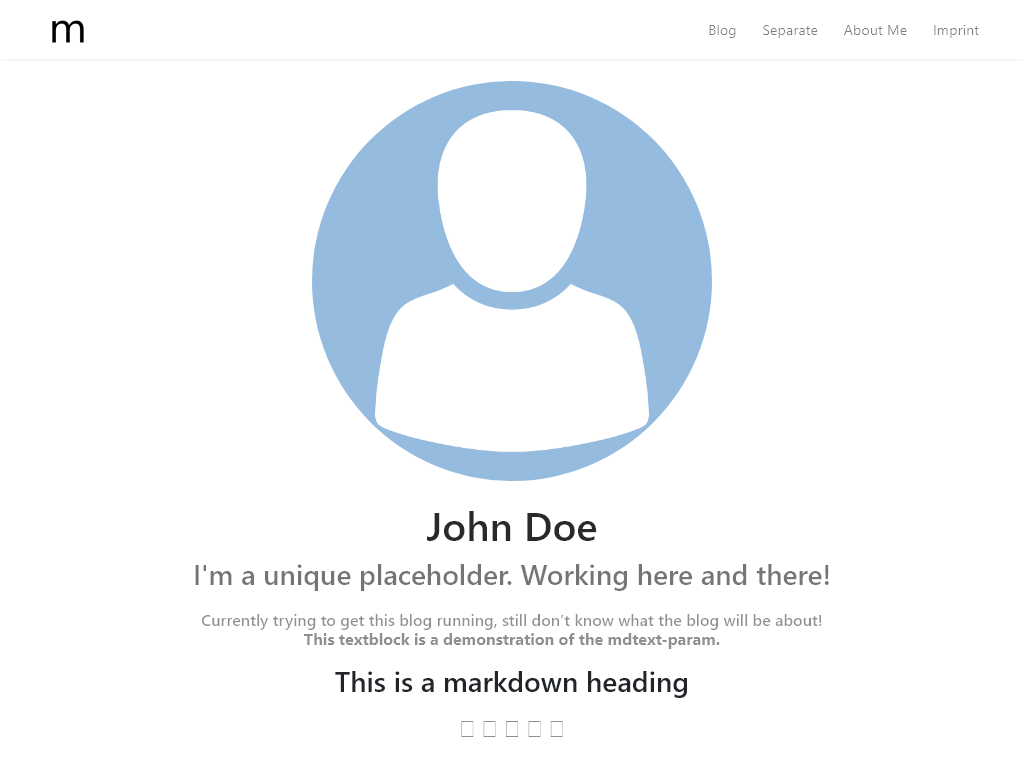 m
Blog Separate About Me Imprint
John Doe
I'm a unique placeholder. Working here and there!
Currently trying to get this blog running, still don’t know what the blog will be about!
This textblock is a demonstration of the mdtext-param.
This is a markdown heading